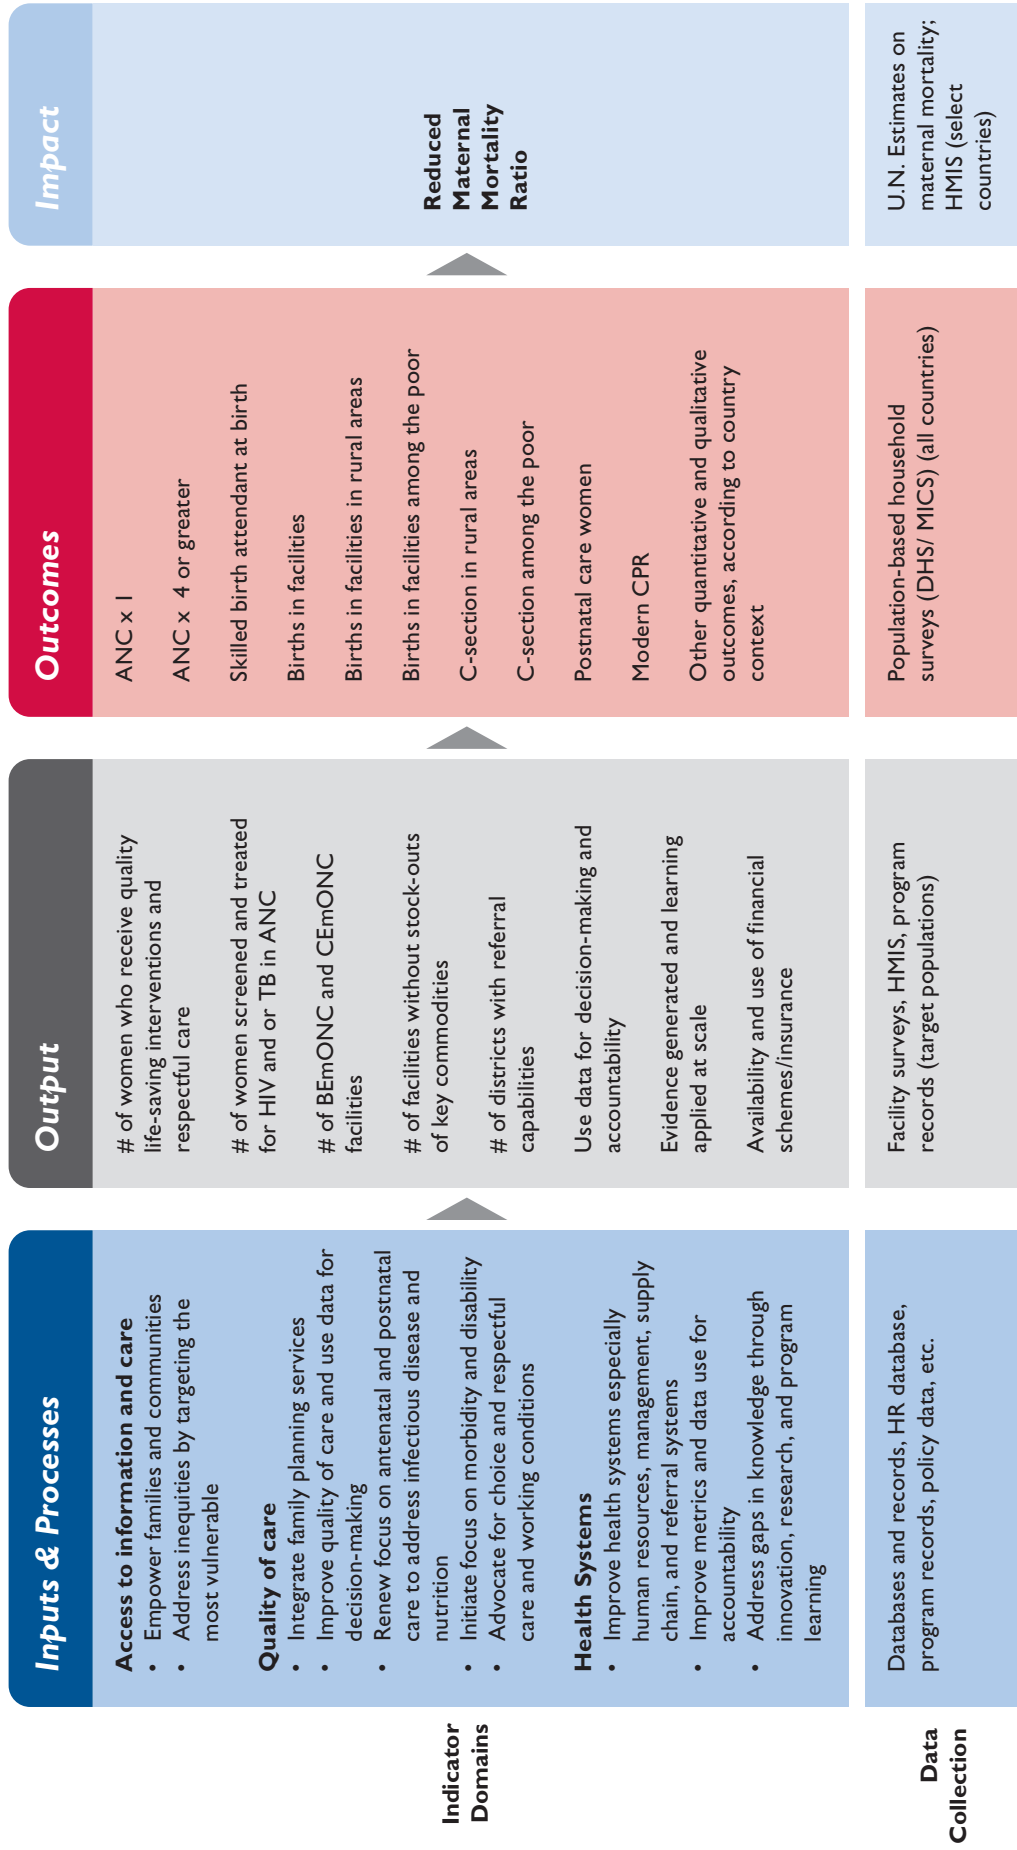 Inputs & Processes
Output
Outcomes
Impact
Indicator
Domains
Access to information and care
• Empower families and communities
• Address inequities by targeting the
most vulnerable
Quality of care
• Integrate family planning services
• Improve quality of care and use data for
decision-making
• Renew focus on antenatal and postnatal
care to address infectious disease and
nutrition
• Initiate focus on morbidity and disability
• Advocate for choice and respectful
care and working conditions
Health Systems
• Improve health systems especially
human resources, management, supply
chain, and referral systems
• Improve metrics and data use for
accountability
• Address gaps in knowledge through
innovation, research, and program
learning
# of women who receive quality
life-saving interventions and
respectful care
# of women screened and treated
for HIV and or TB in ANC
# of BEmONC and CEmONC
facilities
# of facilities without stock-outs
of key commodities
# of districts with referral
capabilities
Use data for decision-making and
accountability
Evidence generated and learning
applied at scale
Availability and use of financial
schemes/insurance
ANC x 1
ANC x 4 or greater
Skilled birth attendant at birth
Births in facilities
Births in facilities in rural areas
Births in facilities among the poor
C-section in rural areas
C-section among the poor
Postnatal care women
Modern CPR
Other quantitative and qualitative
outcomes, according to country
context
Reduced
Maternal
Mortality
Ratio
Data
Collection
Databases and records, HR database,
program records, policy data, etc.
Facility surveys, HMIS, program
records (target populations)
Population-based household
surveys (DHS/ MICS) (all countries)
U.N. Estimates on
maternal mortality;
HMIS (select
countries)